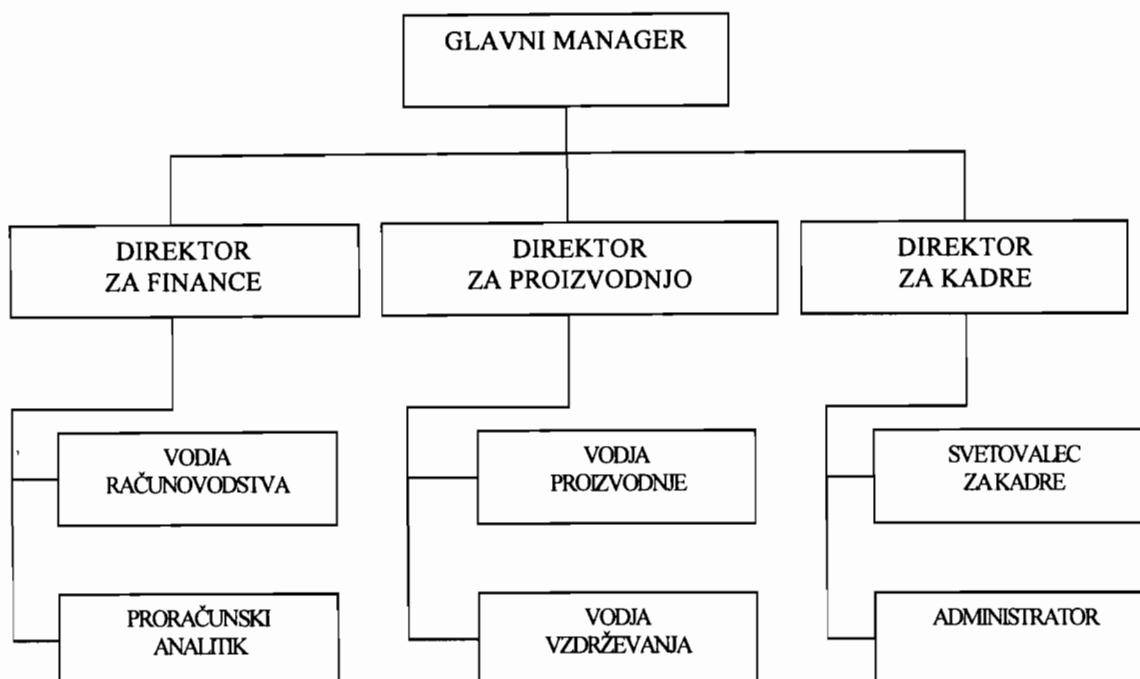 GLAVNI MANAGER
DIREKTOR
ZA FINANCE
DIREKTOR
ZA PROIZVODNJO
DIREKTOR
ZA KADRE
VODJA
RAČUNOVODSTVA
VODJA
PROIZVODNJE
SVETOVALEC
ZA KADRE
PRORAČUNSKI
ANALITIK
VODJA
VZDRŽEVANJA
ADMINISTRATOR